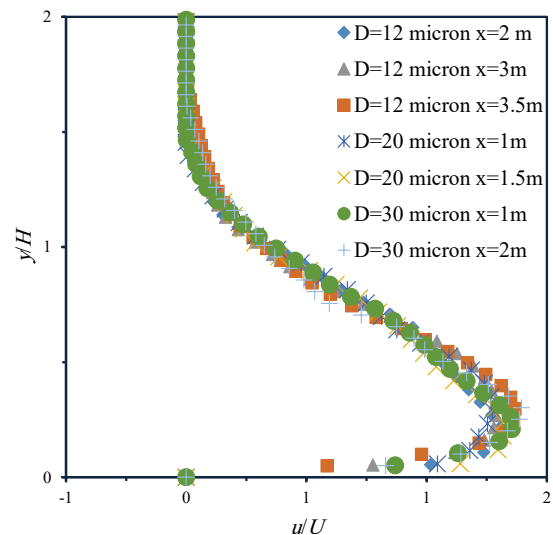 2
D=12 micron x=2 m
D=12 micron x=3m
D=12 micron x=3.5m
D=20 micron x=1m
D=20 micron x=1.5m
D=30 micron x=1m
D=30 micron x=2m
y/H
1
0
-1 0 1 1 2
u/U